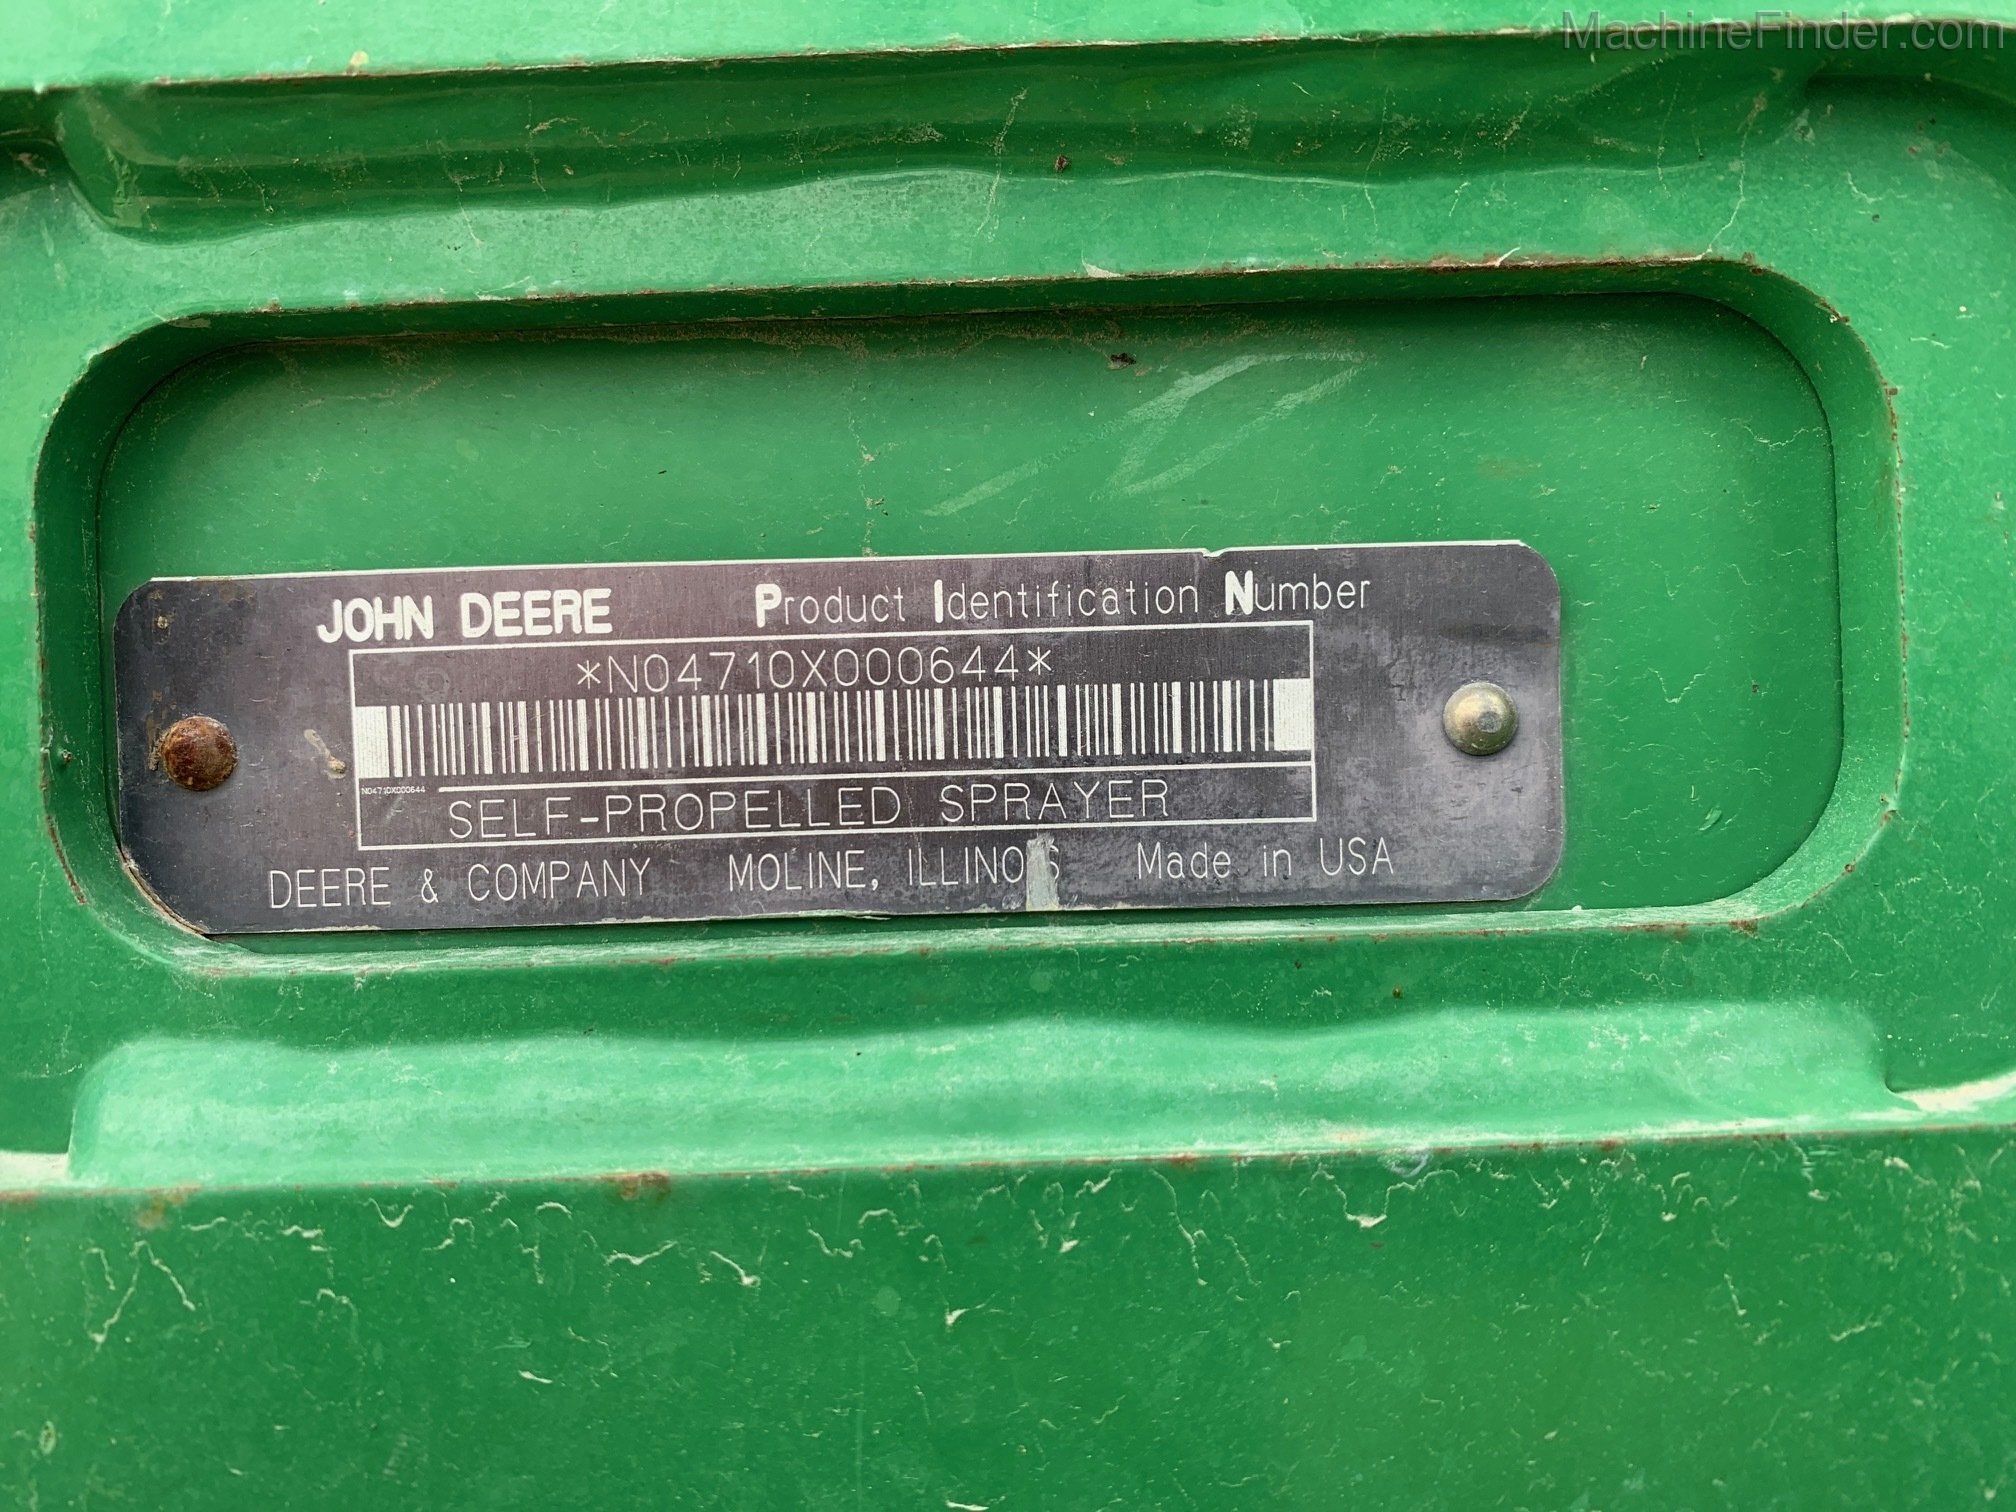 MachineFinder.com
JOHN DEERE Product Identification Number
*N04710X000644*
N04710X000644
SELF-PROPELLED SPRAYER
DEERE & COMPANY MOLINE, ILLINOIS Made in USA